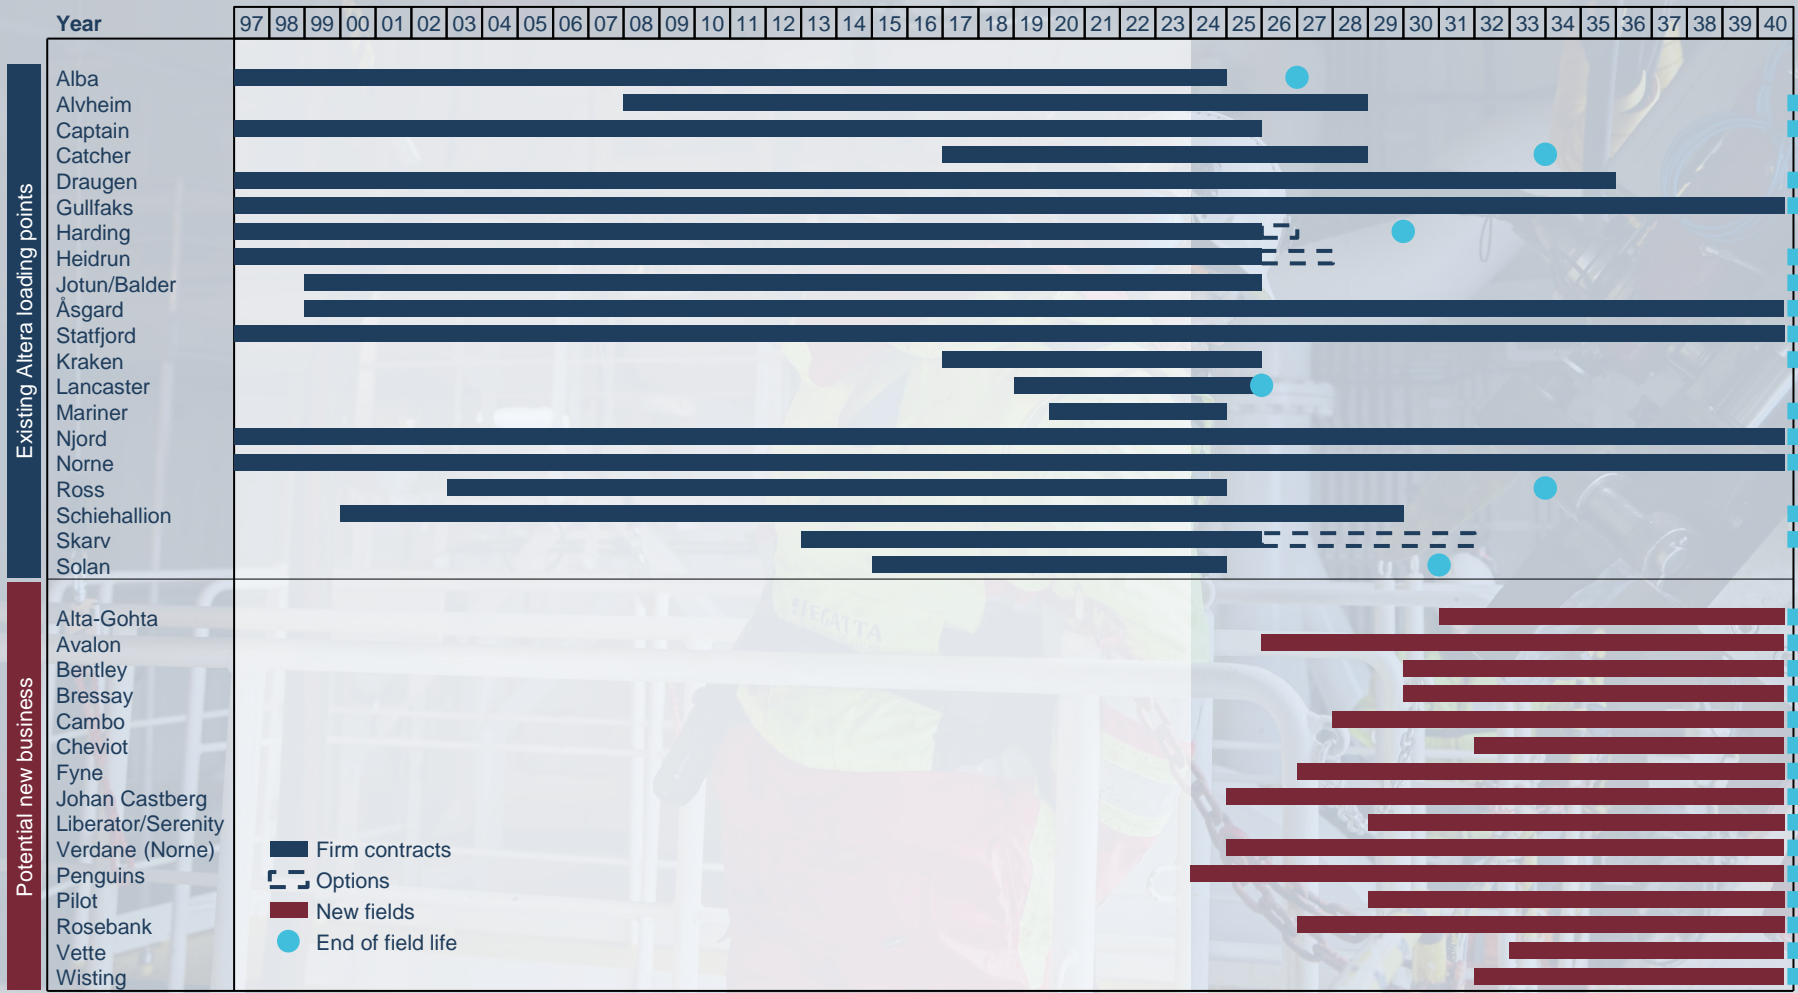 Year 97 98 99 00 01 02 03 04 05 06 07 08 09 10 11 12 13 14 15 16 17 18 19 20 21 22 23 24 25 26 27 28 29 30 31 32 33 34 35 36 37 38 39 40
Existing Altera loading points
Alba
Alvheim
Captain
Catcher
Draugen
Gullfaks
Harding
Heidrun
Jotun/Balder
Åsgard
Statfjord
Kraken
Lancaster
Mariner
Njord
Norne
Ross
Schiehallion
Skarv
Solan
Potential new business
Alta-Gohta
Avalon
Bentley
Bressay
Cambo
Cheviot
Fyne
Johan Castberg
Liberator/Serenity
Verdane (Norne)
Penguins
Pilot
Rosebank
Vette
Wisting
Firm contracts
Options
New fields
End of field life
REGATTA